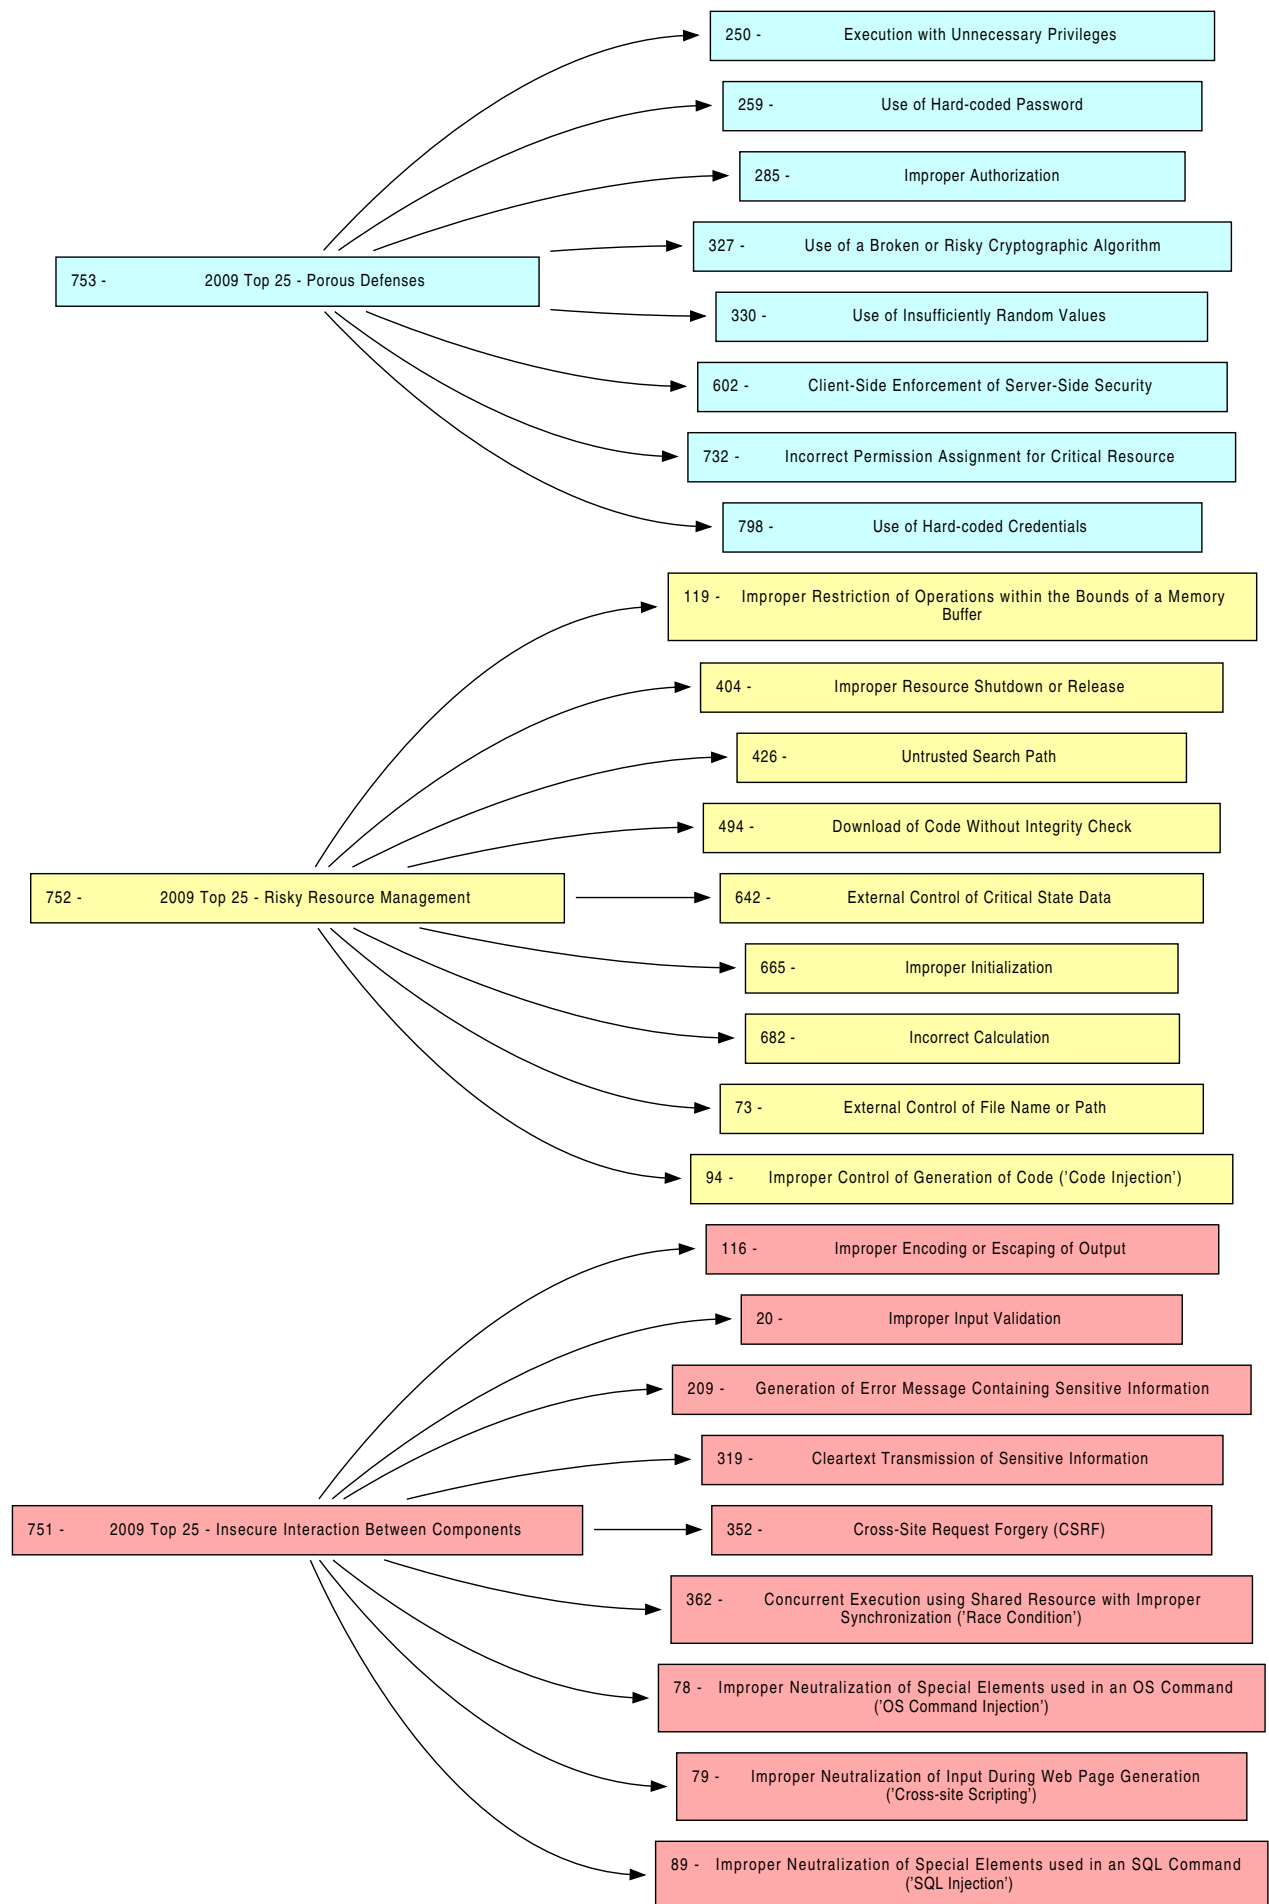 250 - Execution with Unnecessary Privileges
259 - Use of Hard-coded Password
285 - Improper Authorization
327 - Use of a Broken or Risky Cryptographic Algorithm
753 - 2009 Top 25 - Porous Defenses
330 - Use of Insufficiently Random Values
602 - Client-Side Enforcement of Server-Side Security
732 - Incorrect Permission Assignment for Critical Resource
798 - Use of Hard-coded Credentials
119 - Improper Restriction of Operations within the Bounds of a Memory
Buffer
404 - Improper Resource Shutdown or Release
426 - Untrusted Search Path
494 - Download of Code Without Integrity Check
752 - 2009 Top 25 - Risky Resource Management
642 - External Control of Critical State Data
665 - Improper Initialization
682 - Incorrect Calculation
73 - External Control of File Name or Path
94 - Improper Control of Generation of Code ('Code Injection')
116 - Improper Encoding or Escaping of Output
20 - Improper Input Validation
209 - Generation of Error Message Containing Sensitive Information
319 - Cleartext Transmission of Sensitive Information
751 - 2009 Top 25 - Insecure Interaction Between Components
352 - Cross-Site Request Forgery (CSRF)
362 - Concurrent Execution using Shared Resource with Improper
Synchronization ('Race Condition')
78 - Improper Neutralization of Special Elements used in an OS Command
('OS Command Injection')
79 - Improper Neutralization of Input During Web Page Generation
('Cross-site Scripting')
89 - Improper Neutralization of Special Elements used in an SQL Command
('SQL Injection')